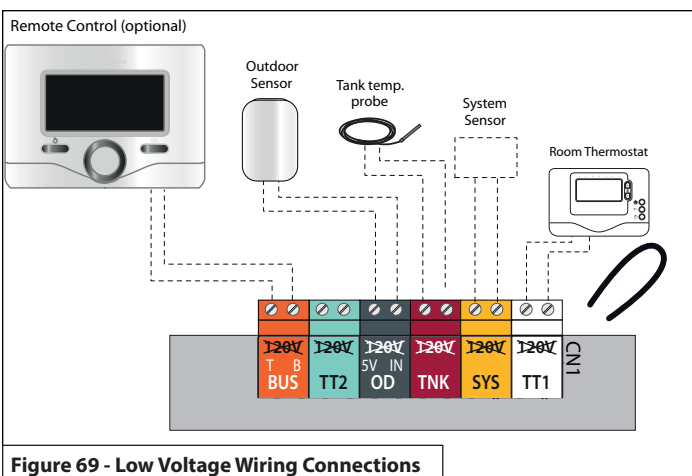 Remote Control (optional)
Outdoor
Sensor
Tank temp.
probe
System
Sensor
Room Thermostat
120V 120V 120V 120V 120V 120V
T B 5V IN
BUS TT2 OD TNK SYS TT1
CN1
Figure 69 - Low Voltage Wiring Connections